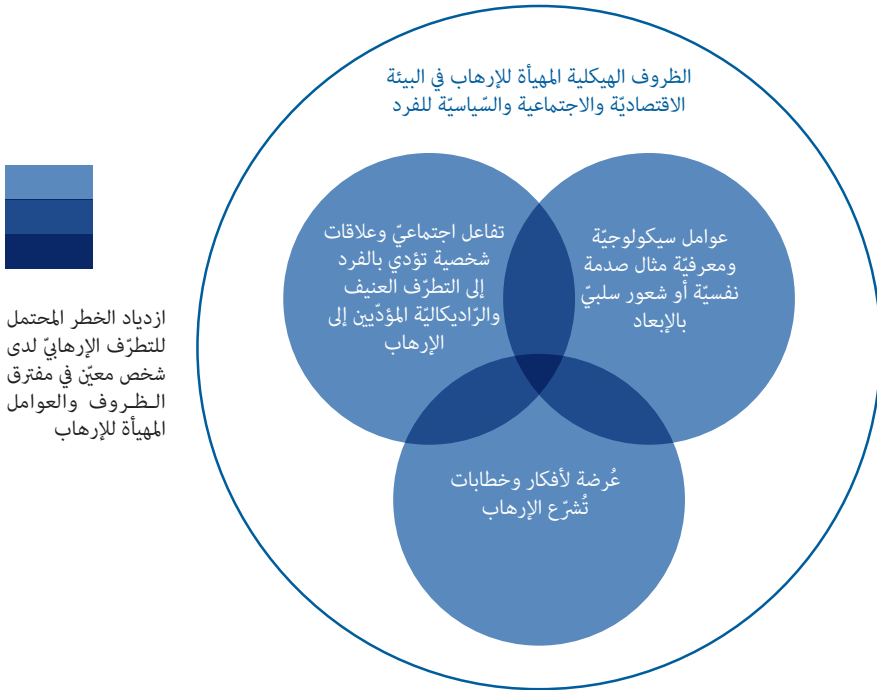 الظروف الهيكلية المهيأة للإرهاب في البيئة
الاقتصاديّة والاجتماعية والسّياسيّة للفرد
عوامل سيكولوجيّة
ومعرفيّة مثال صدمة
نفسيّة أو شعور سلبيّ
بالإبعاد
تفاعل اجتماعيّ وعلاقات
شخصية تؤدي بالفرد
إلى التطرّف العنيف
والرّاديكاليّة المؤدّيين إلى
الإرهاب
عُرضة لأفكار وخطابات
تُشرّع الإرهاب
ازدياد الخطر المحتمل
للتطرّف الإرهابيّ لدى
شخص معيّن في مفترق
الـظـروف والعوامل
المهيأة للإرهاب